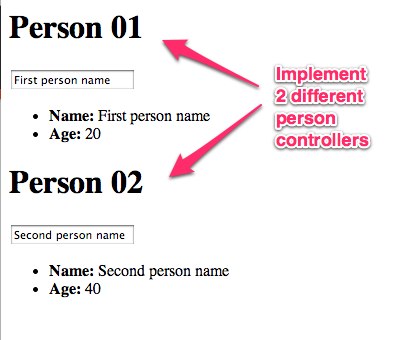 Person 01
First person name
Name: First person name
Age: 20
Person 02
Second person name
Name: Second person name
Age: 40
Implement
2 different
person
controllers